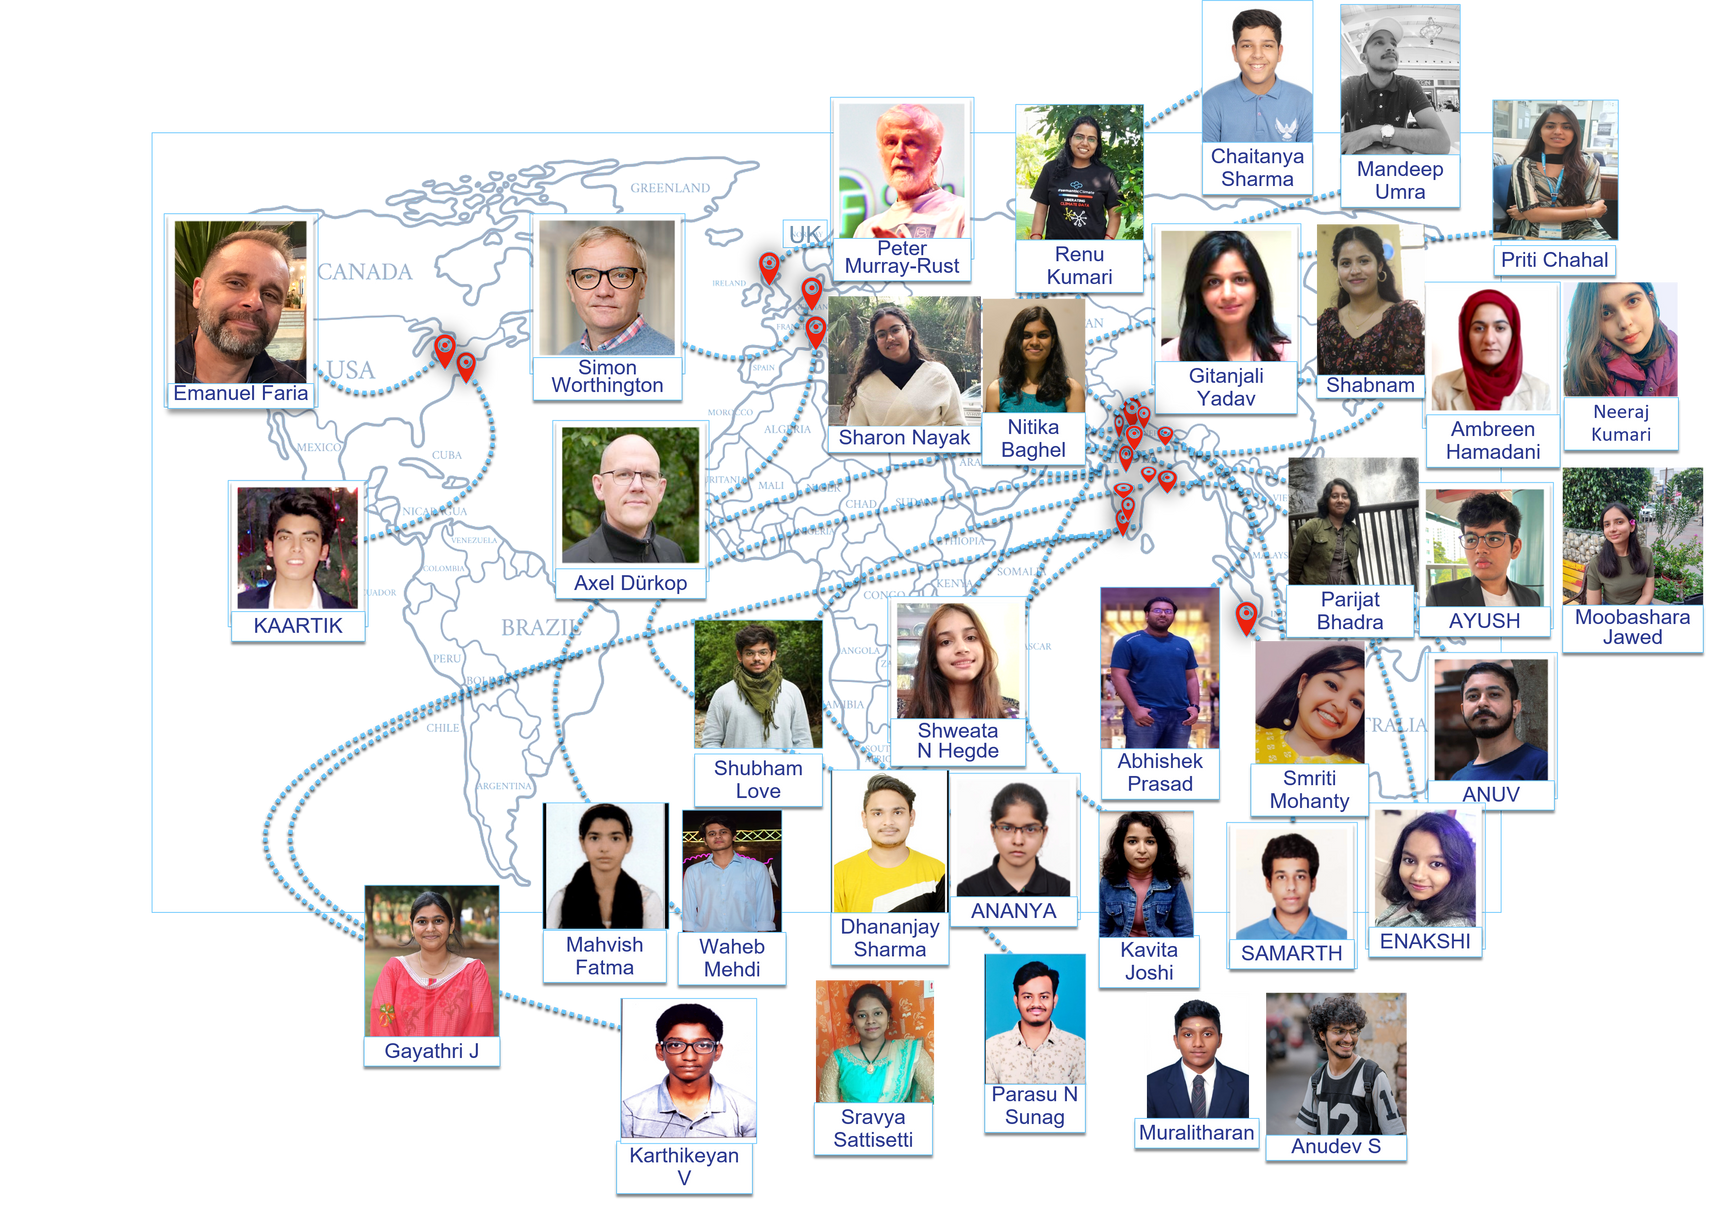 Chaitanya
Sharma
Mandeep
Umra
Priti Chahal
GREENLAND
CANADA
USA
MEXICO
CUBA
UK
IRELAND
SPAIN
MOROCCO
ALGERIA
Emanuel Faria
Simon
Worthington
Peter
Murray-Rust
Renu
Kumari
Gitanjali
Yadav
Shabnam
Ambreen
Hamadani
Neeraj
Kumari
Sharon Nayak
Nitika
Baghel
KAARTIK
Axel Dürkop
NICARAGUA
VENEZUELA
COLOMBIA
BRAZIL
PERU
CHILE
ARGENTINA
MALI
NIGER
CHAD
SUDAN
NIGERIA
ETHIOPIA
SOMALIA
KENYA
CONGO
ANGOLA
Parijat
Bhadra
AYUSH
Moobashara
Jawed
Shubham
Love
Shweata
N Hegde
Abhishek
Prasad
Smriti
Mohanty
ANUV
Mahvish
Fatma
Waheb
Mehdi
Dhananjay
Sharma
ANANYA
Kavita
Joshi
SAMARTH
ENAKSHI
Gayathri J
Karthikeyan
V
Sravya
Sattisetti
Parasu N
Sunag
Muralitharan
Anudev S